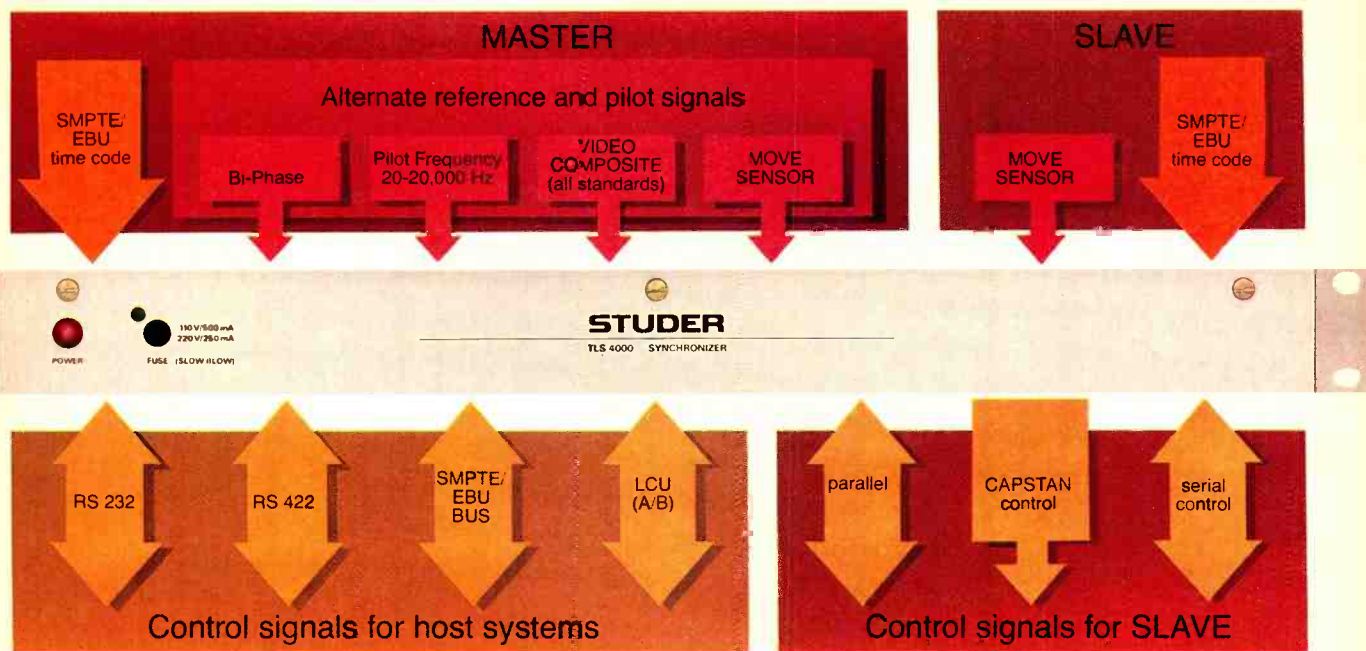 MASTER
Alternate reference and pilot signals
SMPTE/
EBU
time code
Bi-Phase
Pilot Frequency
20-20,000 Hz
VIDEO
COMPOSITE
(all standards)
MOVE
SENSOR
SLAVE
MOVE
SENSOR
SMPTE/
EBU
time code
POWER
110 V/500 mA
220 V/250 mA
FUSE (SLOW BLOW)
STUDER
TLS 4000 SYNCHRONIZER
RS 232
RS 422
SMPTE/
EBU
BUS
LCU
(A/B)
Control signals for host systems
parallel
CAPSTAN
control
serial
control
Control signals for SLAVE